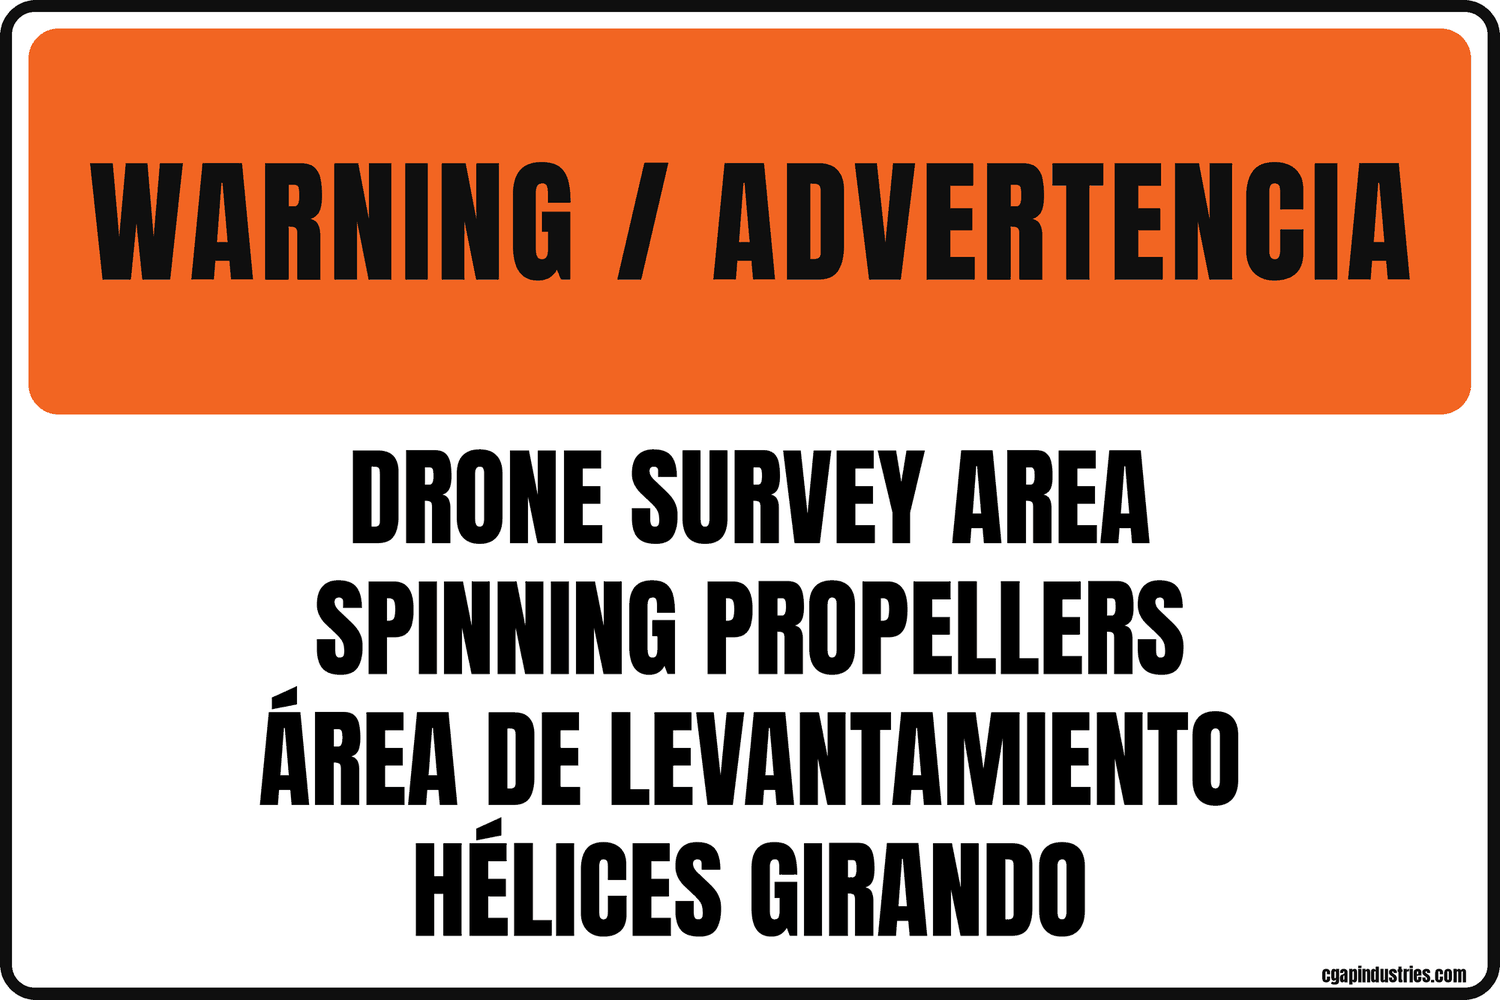 WARNING / ADVERTENCIA
DRONE SURVEY AREA
SPINNING PROPELLERS
ÁREA DE LEVANTAMIENTO
HÉLICES GIRANDO
cgapindustries.com